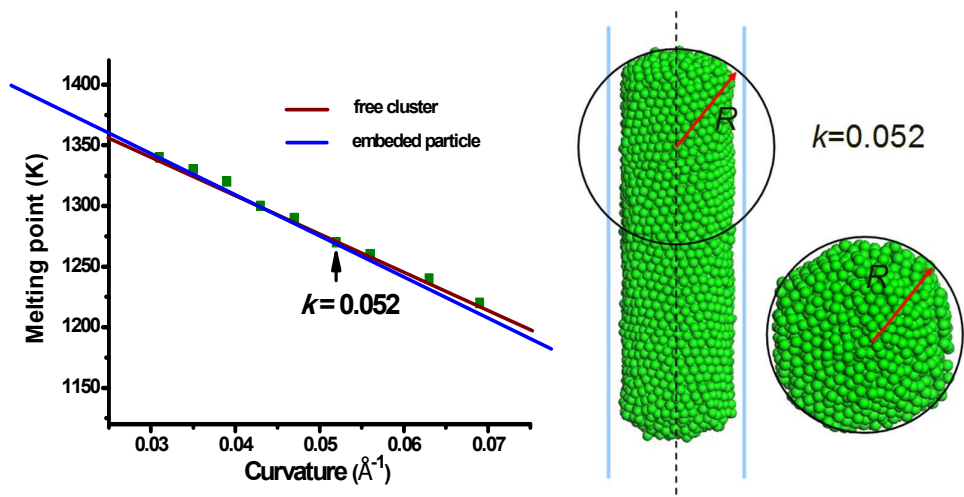 1400
1350
1300
1250
1200
1150
Melting point (K)
free cluster
embeded particle
k = 0.052
0.03 0.04 0.05 0.06 0.07
Curvature (Å-1)
R
k=0.052
R